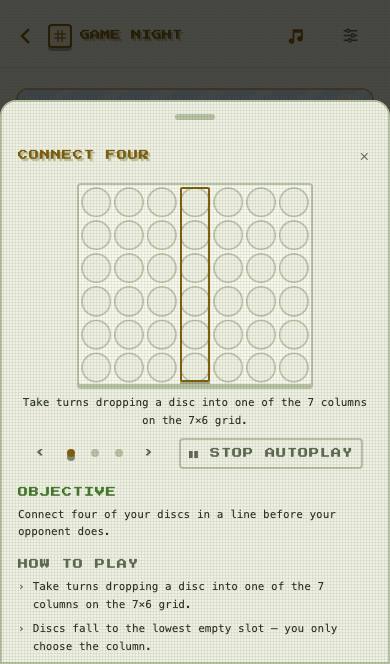 GAME NIGHT
CONNECT FOUR
×
Take turns dropping a disc into one of the 7 columns
on the 7×6 grid.
‹ › STOP AUTOPLAY
OBJECTIVE
Connect four of your discs in a line before your
opponent does.
HOW TO PLAY
› Take turns dropping a disc into one of the 7
columns on the 7×6 grid.
› Discs fall to the lowest empty slot — you only
choose the column.